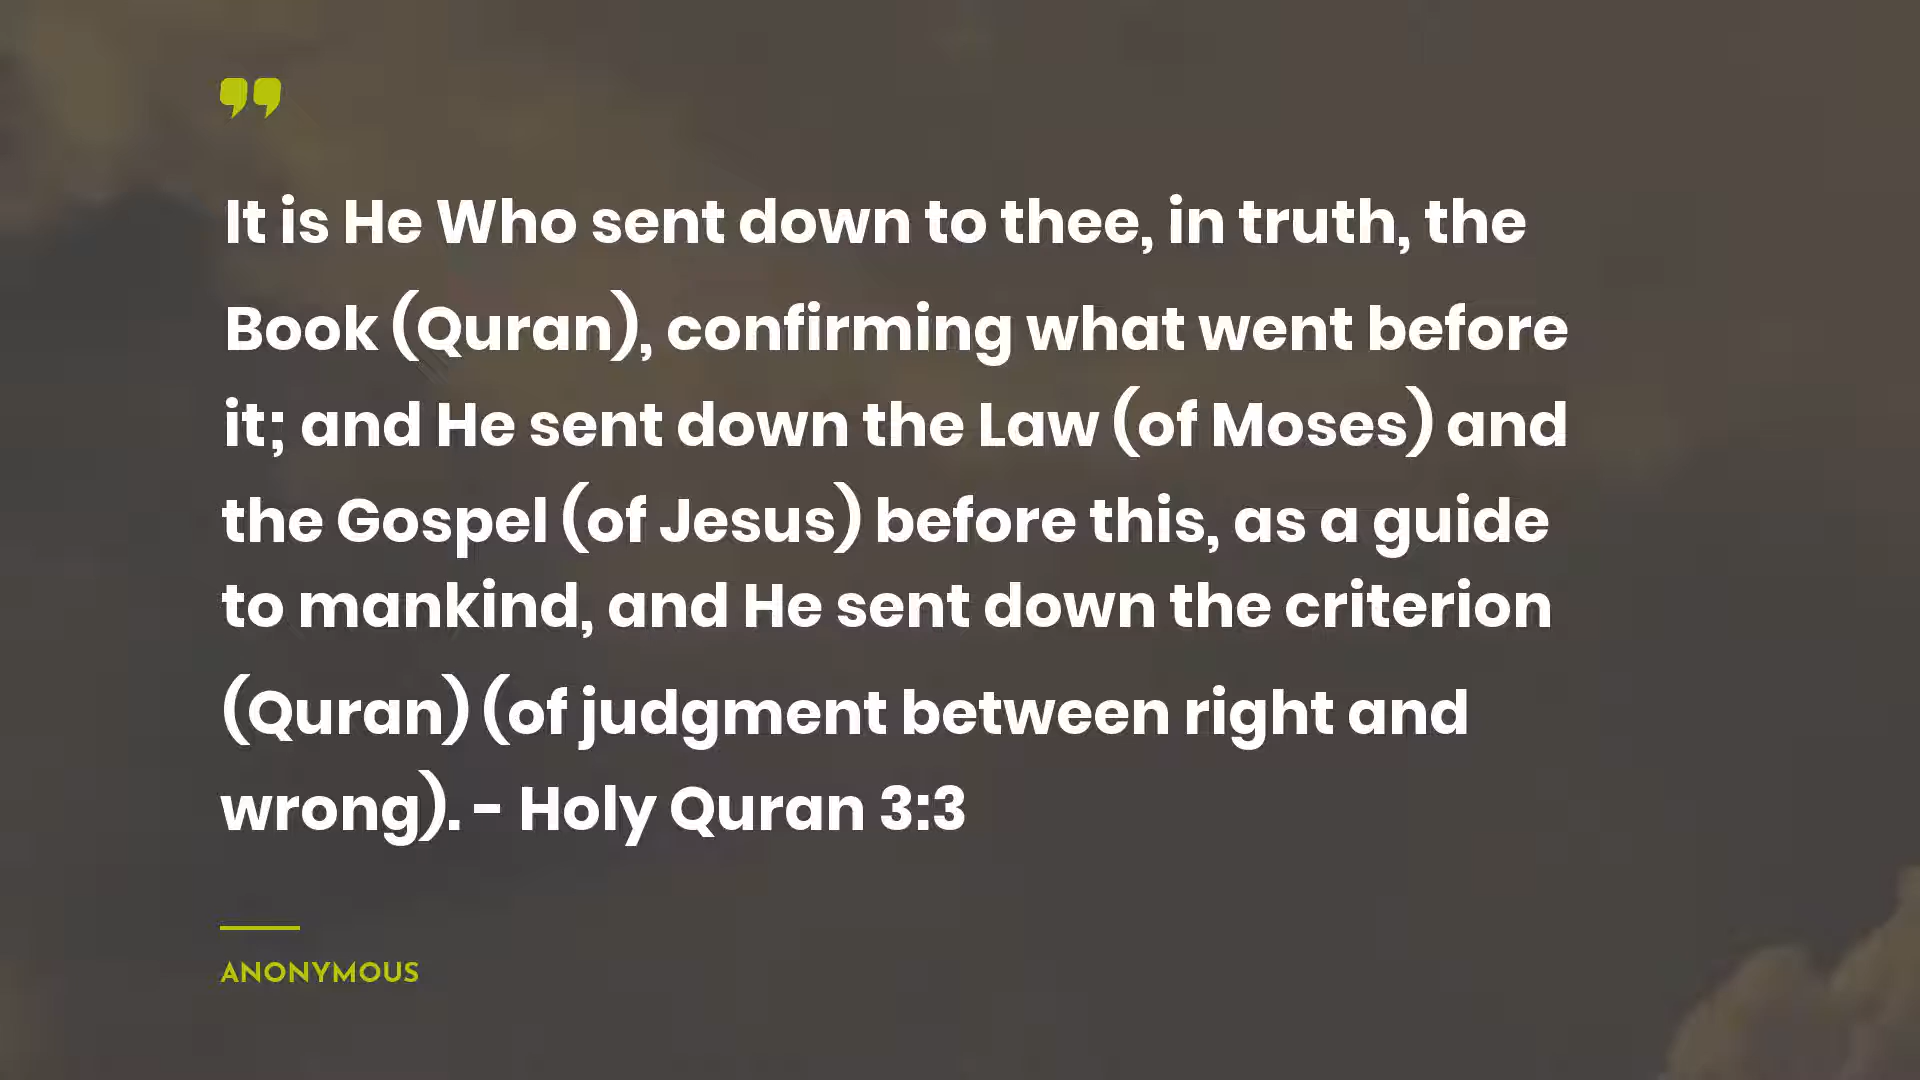 It is He Who sent down to thee, in truth, the
Book (Quran), confirming what went before
it; and He sent down the Law (of Moses) and
the Gospel (of Jesus) before this, as a guide
to mankind, and He sent down the criterion
(Quran) (of judgment between right and
wrong). - Holy Quran 3:3
ANONYMOUS